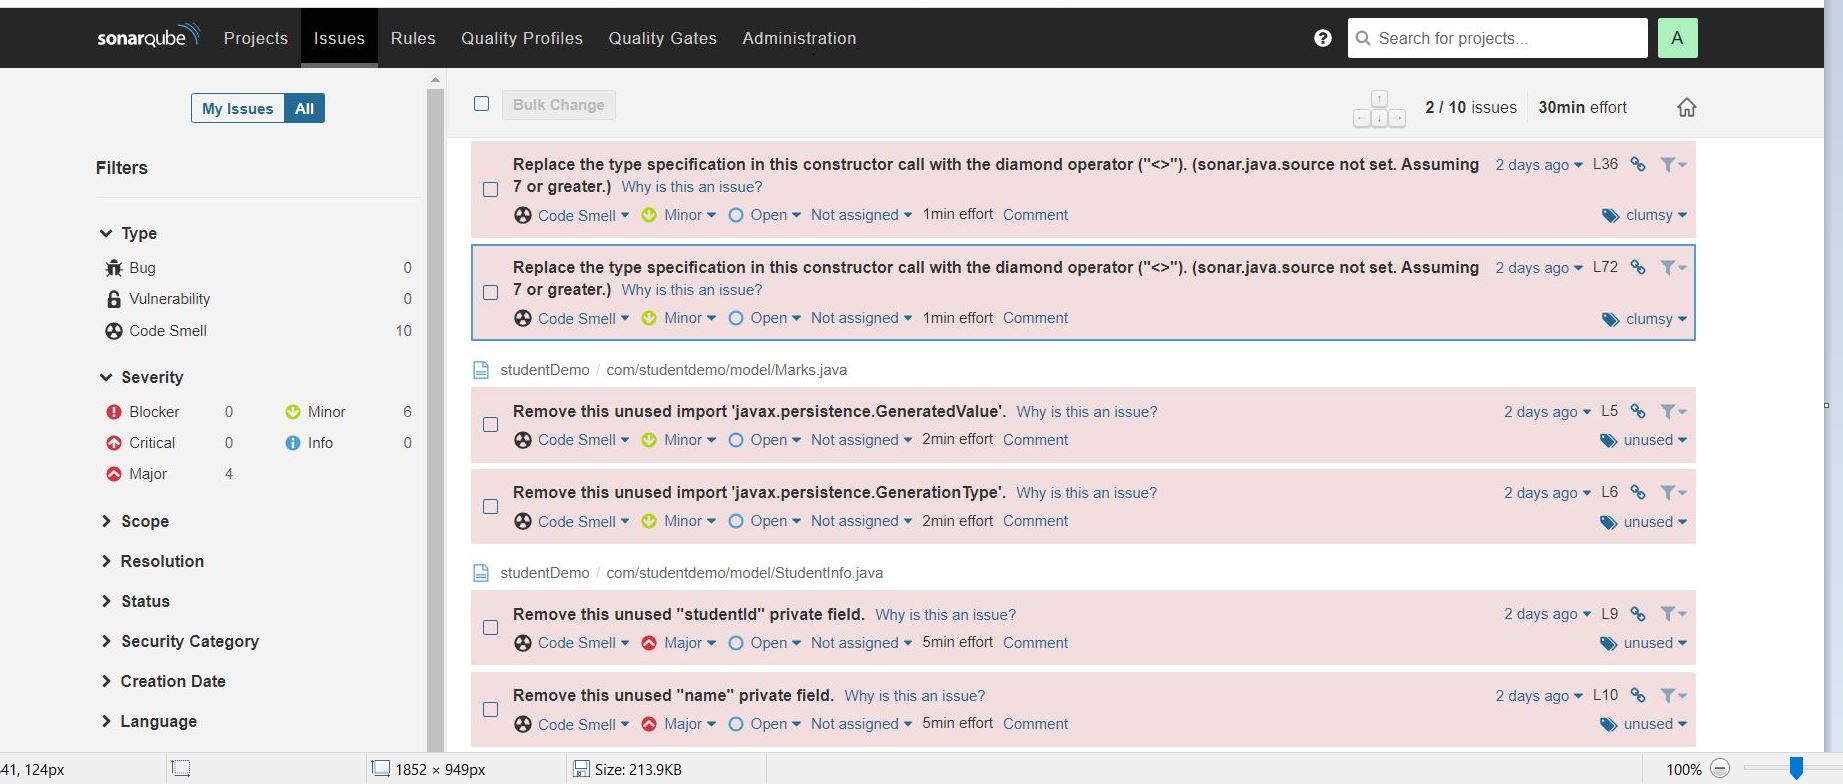 sonarqube Projects Issues Rules Quality Profiles Quality Gates Administration ? Search for projects... A
My Issues All
Bulk Change
2 / 10 issues 30min effort
Filters
Type
Bug 0
Vulnerability 0
Code Smell 10
Severity
Blocker 0 Minor 6
Critical 0 Info 0
Major 4
Scope
Resolution
Status
Security Category
Creation Date
Language
Replace the type specification in this constructor call with the diamond operator ("<>"). (sonar.java.source not set. Assuming 2 days ago L36
7 or greater.) Why is this an issue?
Code Smell Minor Open Not assigned 1min effort Comment clumsy
Replace the type specification in this constructor call with the diamond operator ("<>"). (sonar.java.source not set. Assuming 2 days ago L72
7 or greater.) Why is this an issue?
Code Smell Minor Open Not assigned 1min effort Comment clumsy
studentDemo / com/studentdemo/model/Marks.java
Remove this unused import 'javax.persistence.GeneratedValue'. Why is this an issue? 2 days ago L5
Code Smell Minor Open Not assigned 2min effort Comment unused
Remove this unused import 'javax.persistence.GenerationType'. Why is this an issue? 2 days ago L6
Code Smell Minor Open Not assigned 2min effort Comment unused
studentDemo / com/studentdemo/model/StudentInfo.java
Remove this unused "studentId" private field. Why is this an issue? 2 days ago L9
Code Smell Major Open Not assigned 5min effort Comment unused
Remove this unused "name" private field. Why is this an issue? 2 days ago L10
Code Smell Major Open Not assigned 5min effort Comment unused
41, 124px 1852 × 949px Size: 213.9KB 100%